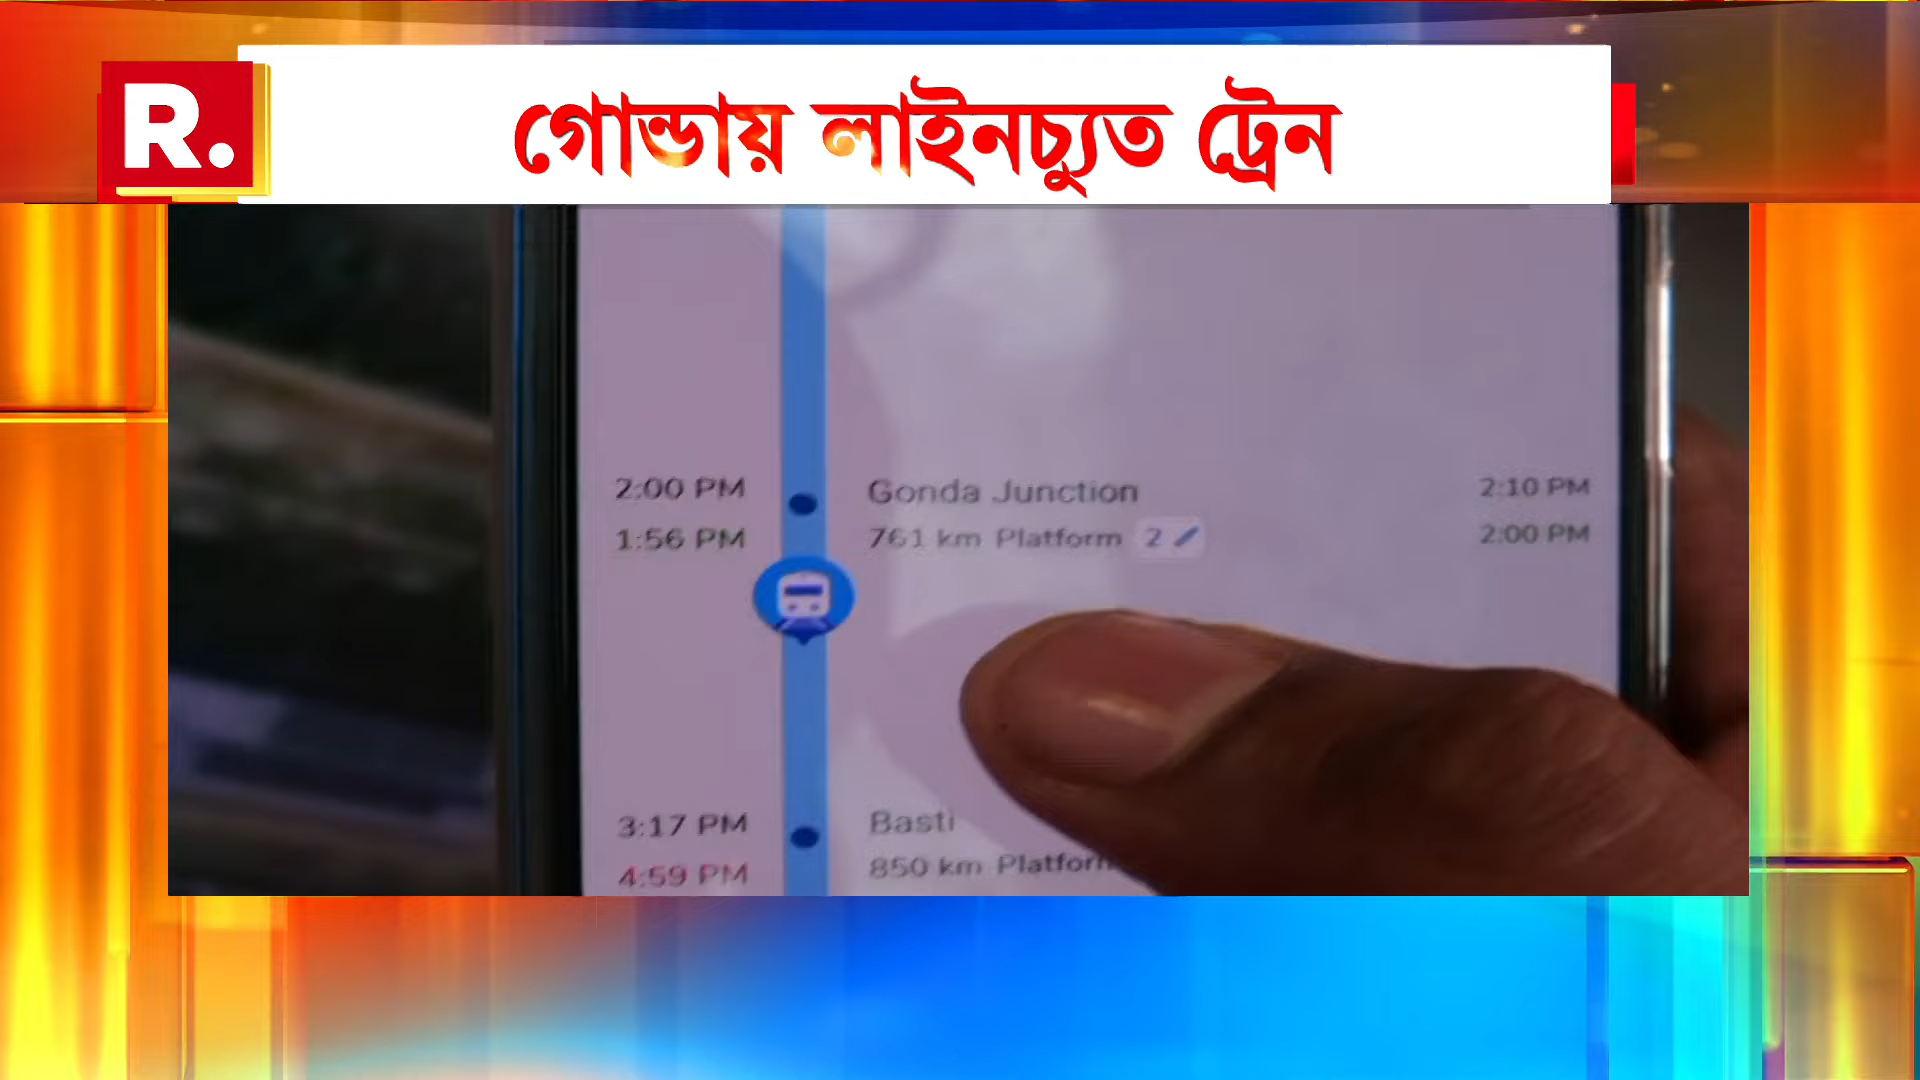 R.
গোন্ডায় লাইনচ্যুত ট্রেন
2:00 PM Gonda Junction 2:10 PM
1:56 PM 761 km Platform 2 2:00 PM
3:17 PM Basti
4:59 PM 850 km Platform